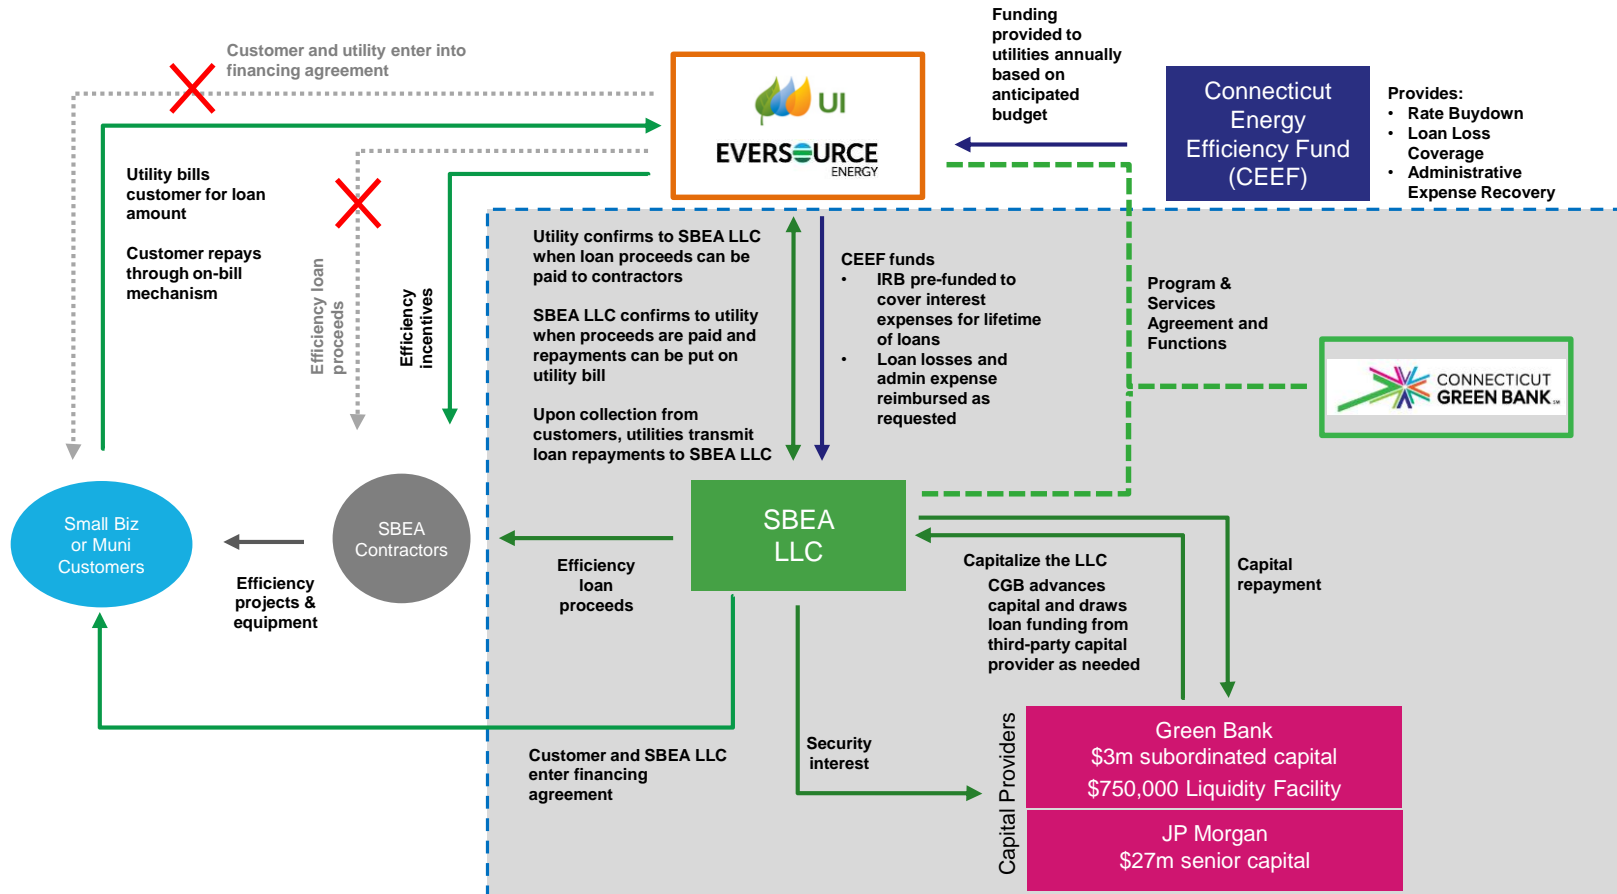 Customer and utility enter into
financing agreement
UI
EVERSOURCE
ENERGY
Funding
provided to
utilities annually
based on
anticipated
budget
Connecticut
Energy
Efficiency Fund
(CEEF)
Provides:
• Rate Buydown
• Loan Loss
Coverage
• Administrative
Expense Recovery
Utility bills
customer for loan
amount
Customer repays
through on-bill
mechanism
Efficiency loan
proceeds
Efficiency
incentives
Utility confirms to SBEA LLC
when loan proceeds can be
paid to contractors
SBEA LLC confirms to utility
when proceeds are paid and
repayments can be put on
utility bill
Upon collection from
customers, utilities transmit
loan repayments to SBEA LLC
CEEF funds
• IRB pre-funded to
cover interest
expenses for lifetime
of loans
• Loan losses and
admin expense
reimbursed as
requested
Program &
Services
Agreement and
Functions
CONNECTICUT
GREEN BANK SM
Small Biz
or Muni
Customers
Efficiency
projects &
equipment
SBEA
Contractors
Efficiency
loan
proceeds
SBEA
LLC
Capitalize the LLC
CGB advances
capital and draws
loan funding from
third-party capital
provider as needed
Capital
repayment
Customer and SBEA LLC
enter financing
agreement
Security
interest
Capital Providers
Green Bank
$3m subordinated capital
$750,000 Liquidity Facility
JP Morgan
$27m senior capital